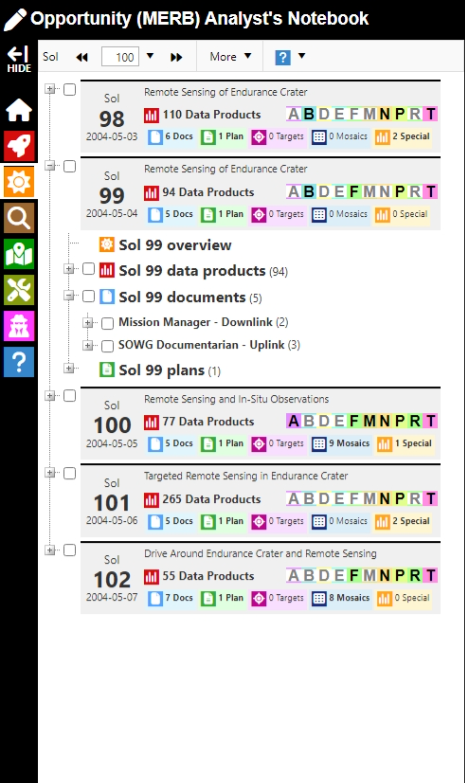 Opportunity (MERB) Analyst's Notebook
HIDE
Sol 100 More ?
Remote Sensing of Endurance Crater
Sol
98
2004-05-03
110 Data Products A B D E F M N P R T
6 Docs 1 Plan 0 Targets 0 Mosaics 2 Special
Remote Sensing of Endurance Crater
Sol
99
2004-05-04
94 Data Products A B D E F M N P R T
5 Docs 1 Plan 0 Targets 0 Mosaics 0 Special
Sol 99 overview
Sol 99 data products (94)
Sol 99 documents (5)
Mission Manager - Downlink (2)
SOWG Documentarian - Uplink (3)
Sol 99 plans (1)
Remote Sensing and In-Situ Observations
Sol
100
2004-05-05
77 Data Products A B D E F M N P R T
5 Docs 1 Plan 0 Targets 9 Mosaics 1 Special
Targeted Remote Sensing in Endurance Crater
Sol
101
2004-05-06
265 Data Products A B D E F M N P R T
5 Docs 1 Plan 0 Targets 0 Mosaics 2 Special
Drive Around Endurance Crater and Remote Sensing
Sol
102
2004-05-07
55 Data Products A B D E F M N P R T
7 Docs 1 Plan 0 Targets 8 Mosaics 0 Special
?